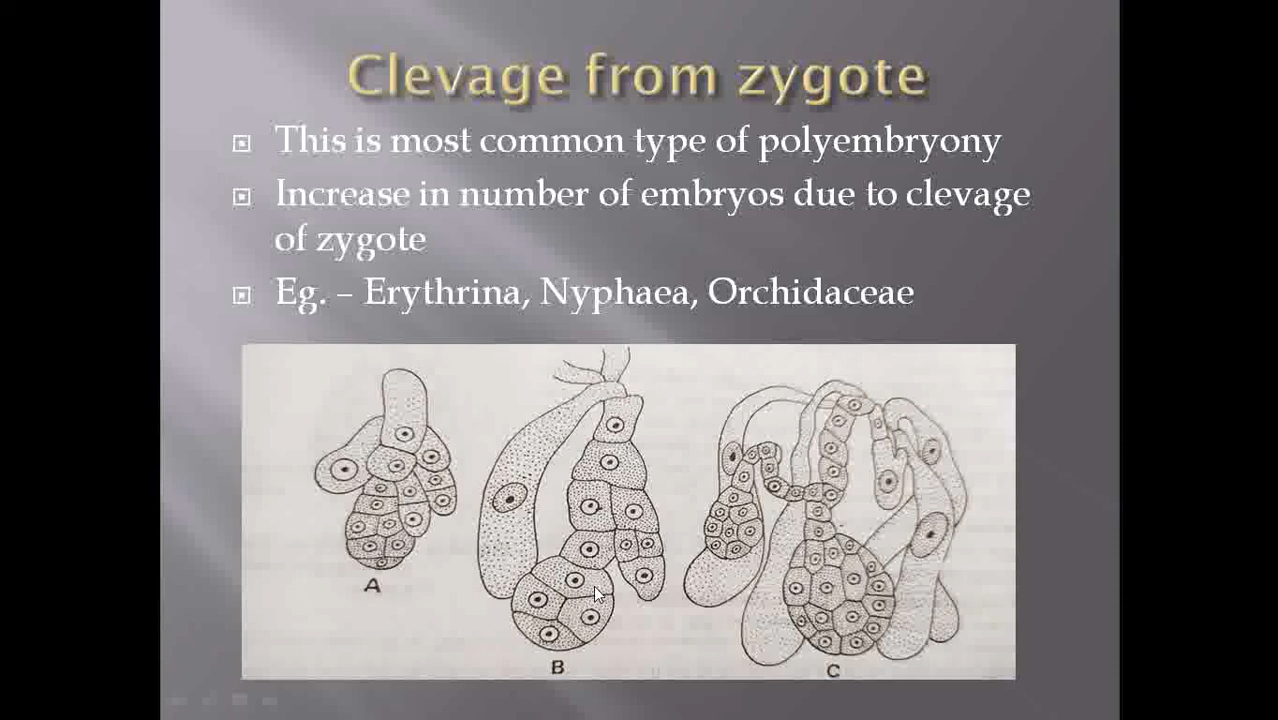 Clevage from zygote
This is most common type of polyembryony
Increase in number of embryos due to clevage
of zygote
Eg. – Erythrina, Nyphaea, Orchidaceae
A
B
C